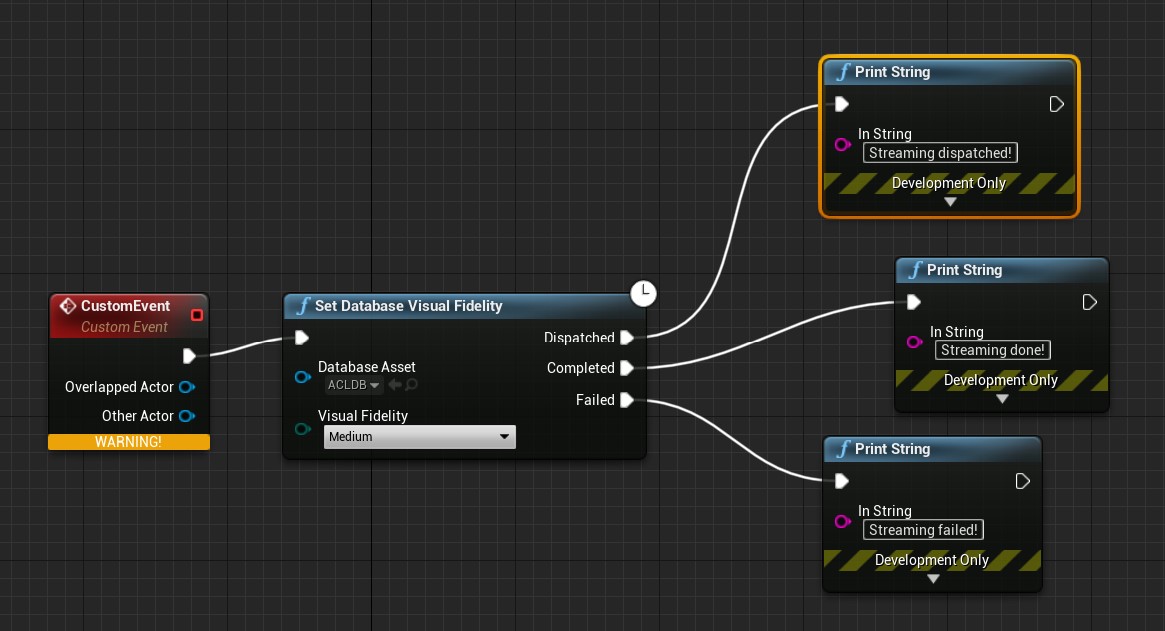 CustomEvent
Custom Event
Overlapped Actor
Other Actor
WARNING!
f Set Database Visual Fidelity
Dispatched
Database Asset
Completed
ACLDB
Failed
Visual Fidelity
Medium
f Print String
In String
Streaming dispatched!
Development Only
f Print String
In String
Streaming done!
Development Only
f Print String
In String
Streaming failed!
Development Only